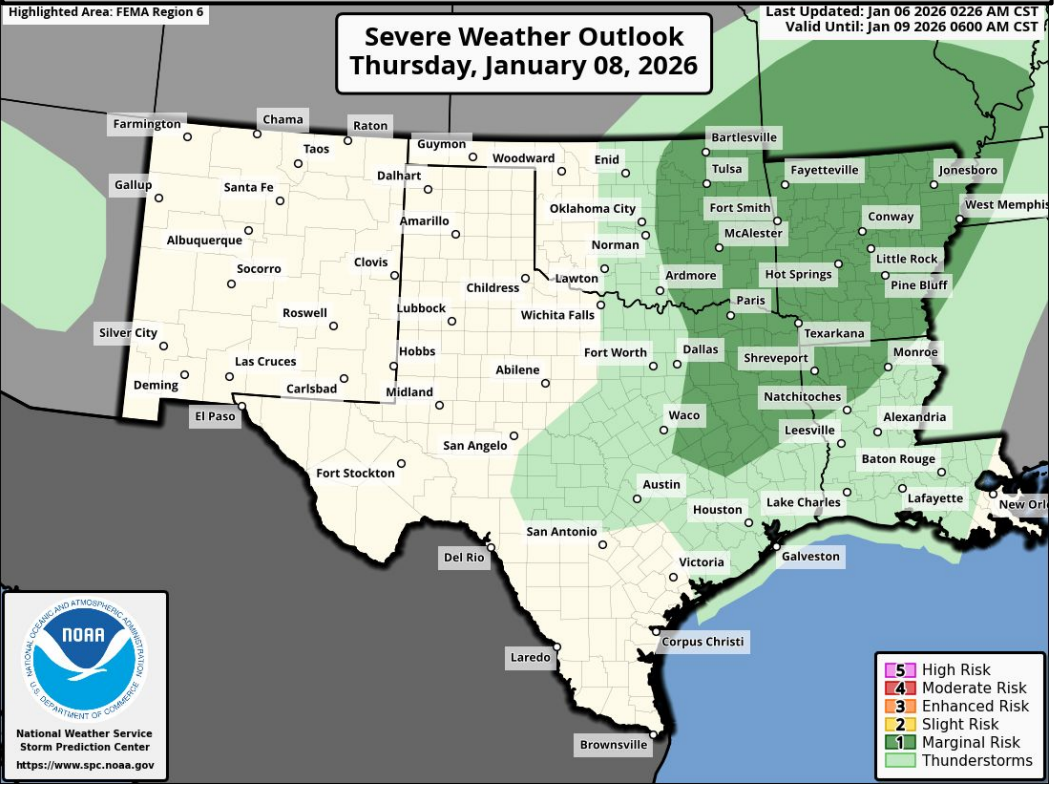 Highlighted Area: FEMA Region 6
Severe Weather Outlook
Thursday, January 08, 2026
Last Updated: Jan 06 2026 0226 AM CST
Valid Until: Jan 09 2026 0600 AM CST
Farmington
Chama
Raton
Taos
Guymon
Woodward
Enid
Bartlesville
Tulsa
Fayetteville
Jonesboro
Gallup
Santa Fe
Dalhart
Amarillo
Oklahoma City
Fort Smith
Conway
West Memphis
Albuquerque
Norman
McAlester
Socorro
Clovis
Childress
Lawton
Ardmore
Hot Springs
Little Rock
Pine Bluff
Roswell
Lubbock
Wichita Falls
Paris
Texarkana
Silver City
Las Cruces
Hobbs
Fort Worth
Dallas
Shreveport
Monroe
Deming
Carlsbad
Midland
Abilene
Natchitoches
El Paso
Waco
Leesville
Alexandria
San Angelo
Fort Stockton
Baton Rouge
Austin
Houston
Lake Charles
Lafayette
New Orl
San Antonio
Del Rio
Victoria
Galveston
Corpus Christi
Laredo
Brownsville
NATIONAL OCEANIC AND ATMOSPHERIC ADMINISTRATION
NOAA
U.S. DEPARTMENT OF COMMERCE
National Weather Service
Storm Prediction Center
https://www.spc.noaa.gov
5 High Risk
4 Moderate Risk
3 Enhanced Risk
2 Slight Risk
1 Marginal Risk
Thunderstorms